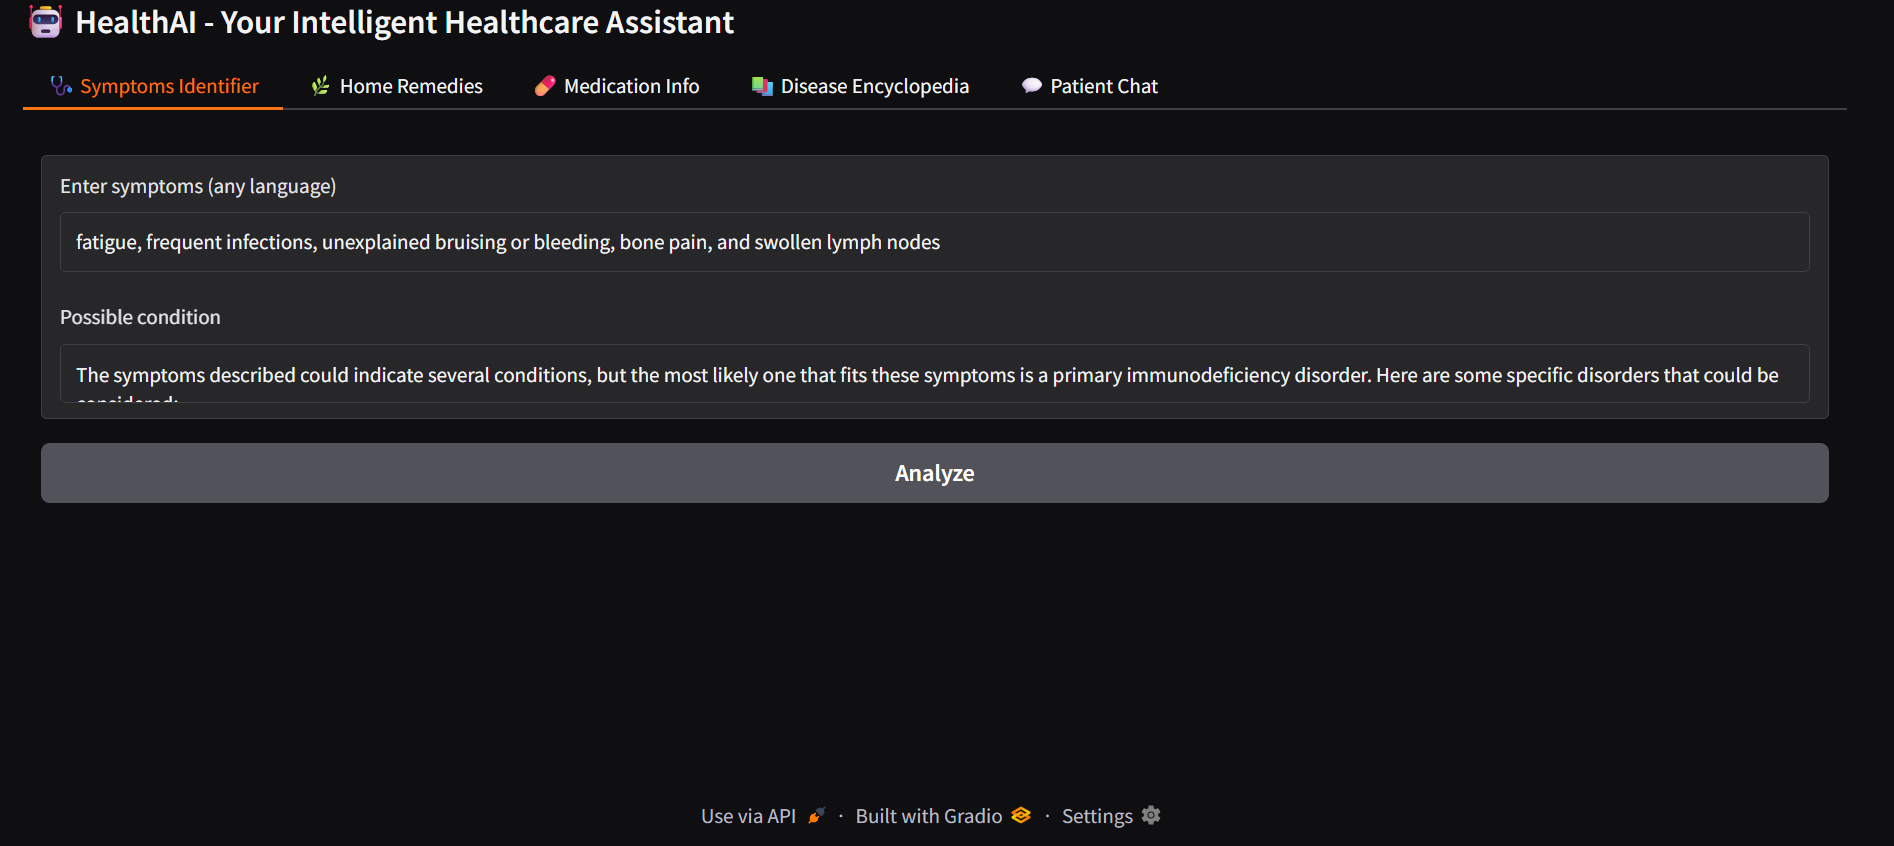 HealthAI - Your Intelligent Healthcare Assistant
Symptoms Identifier
Home Remedies
Medication Info
Disease Encyclopedia
Patient Chat
Enter symptoms (any language)
fatigue, frequent infections, unexplained bruising or bleeding, bone pain, and swollen lymph nodes
Possible condition
The symptoms described could indicate several conditions, but the most likely one that fits these symptoms is a primary immunodeficiency disorder. Here are some specific disorders that could be
considered:
Analyze
Use via API · Built with Gradio · Settings